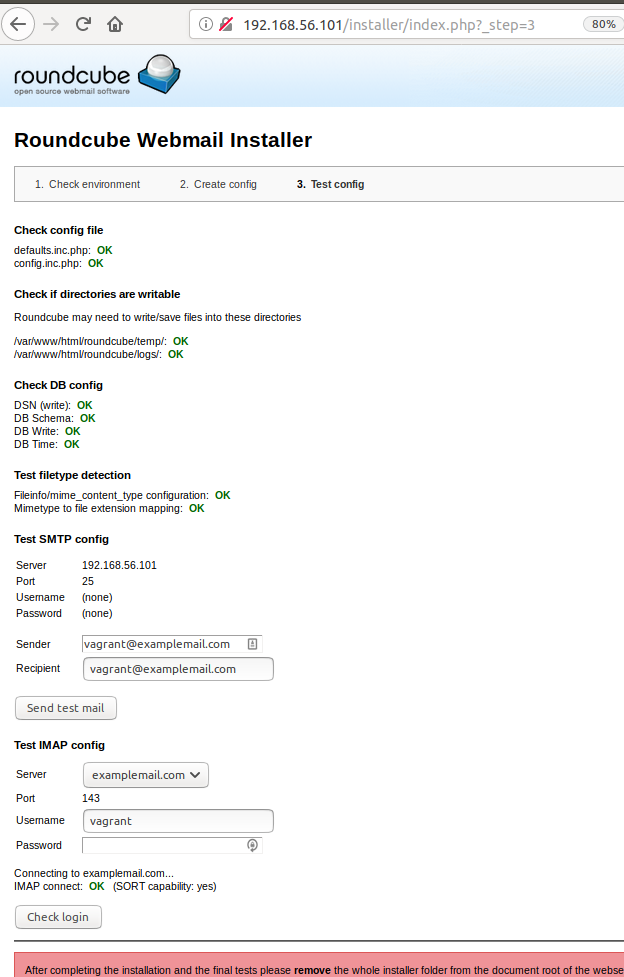 192.168.56.101/installer/index.php?_step=3
80%
roundcube
open source webmail software
Roundcube Webmail Installer
1. Check environment 2. Create config 3. Test config
Check config file
defaults.inc.php: OK
config.inc.php: OK
Check if directories are writable
Roundcube may need to write/save files into these directories
/var/www/html/roundcube/temp/: OK
/var/www/html/roundcube/logs/: OK
Check DB config
DSN (write): OK
DB Schema: OK
DB Write: OK
DB Time: OK
Test filetype detection
Fileinfo/mime_content_type configuration: OK
Mimetype to file extension mapping: OK
Test SMTP config
Server 192.168.56.101
Port 25
Username (none)
Password (none)
Sender vagrant@examplemail.com
Recipient vagrant@examplemail.com
Send test mail
Test IMAP config
Server examplemail.com
Port 143
Username vagrant
Password
Connecting to examplemail.com...
IMAP connect: OK (SORT capability: yes)
Check login
After completing the installation and the final tests please remove the whole installer folder from the document root of the webse